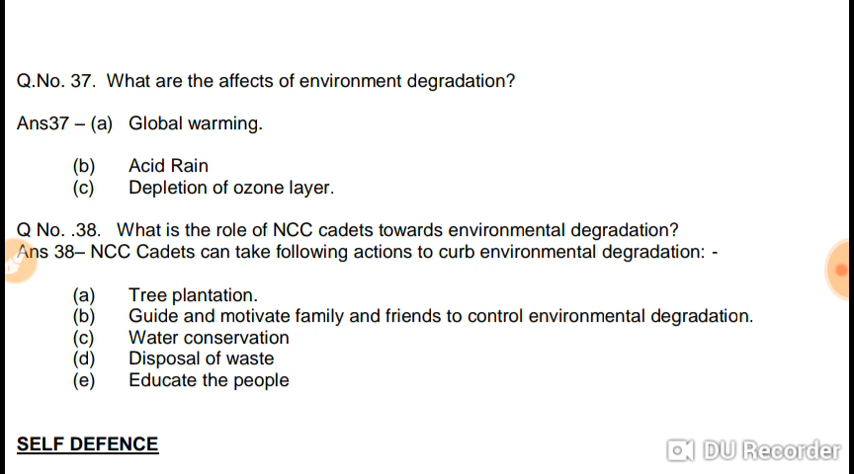 Q.No. 37. What are the affects of environment degradation?
Ans37 – (a) Global warming.
(b) Acid Rain
(c) Depletion of ozone layer.
Q No. .38. What is the role of NCC cadets towards environmental degradation?
Ans 38– NCC Cadets can take following actions to curb environmental degradation: -
(a) Tree plantation.
(b) Guide and motivate family and friends to control environmental degradation.
(c) Water conservation
(d) Disposal of waste
(e) Educate the people
SELF DEFENCE
DU Recorder